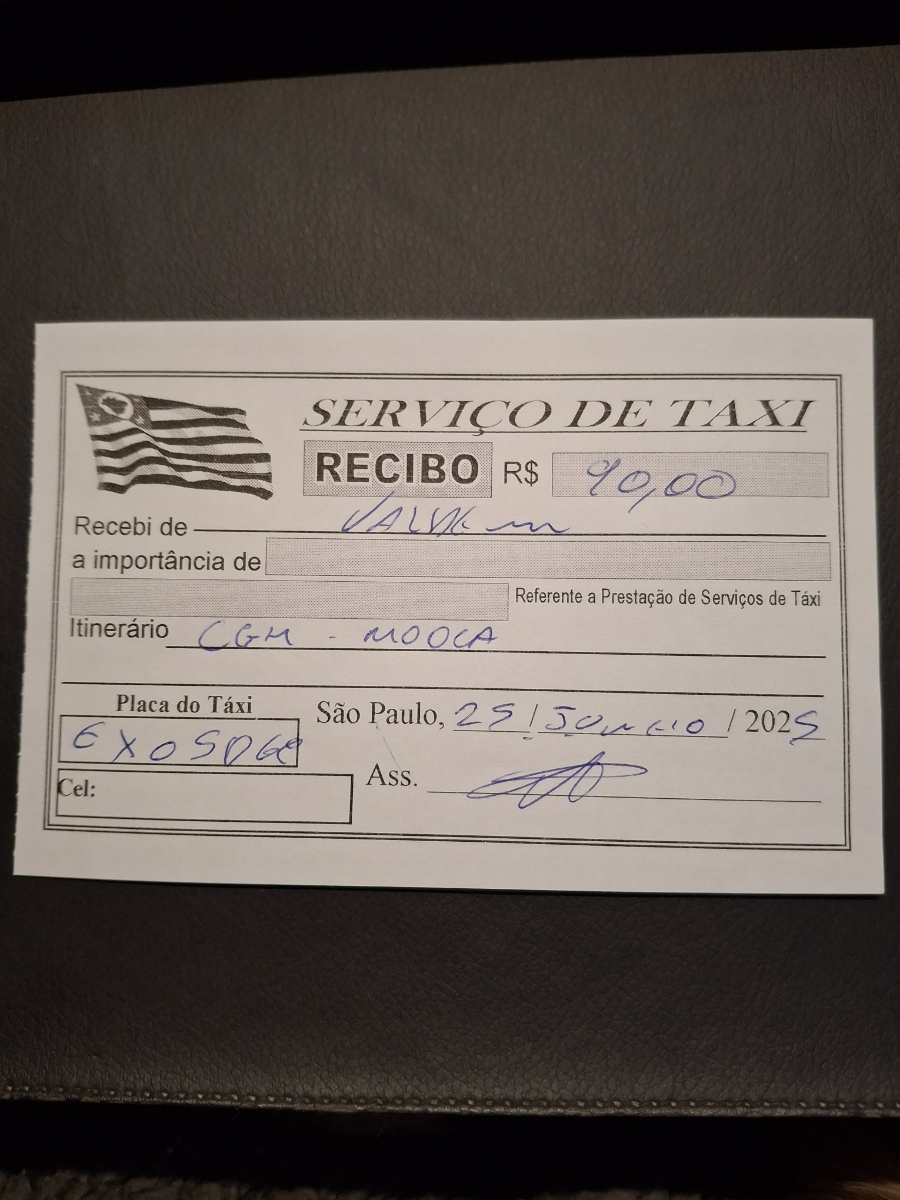 SERVIÇO DE TAXI
RECIBO R$ 90,00
Recebi de
a importância de
Referente a Prestação de Serviços de Táxi
Itinerário CGH - MOOCA
Placa do Táxi
São Paulo, 25 / JUNHO / 2025
Cel:
Ass.